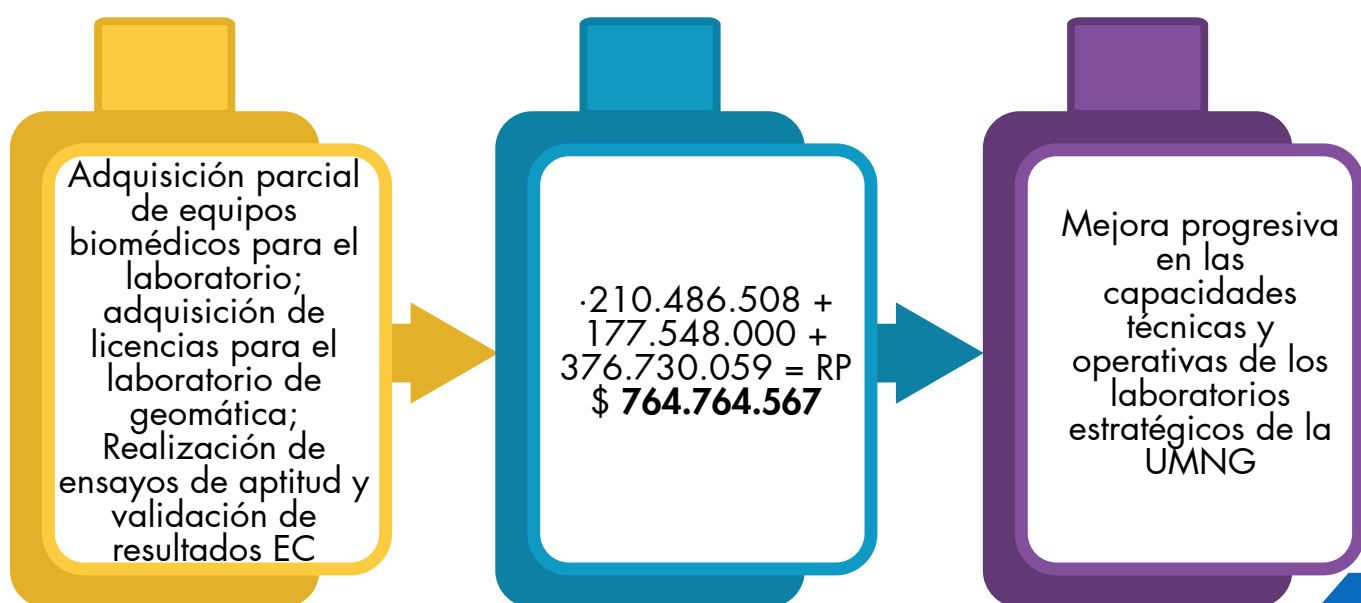 Adquisición parcial
de equipos
biomédicos para el
laboratorio;
adquisición de
licencias para el
laboratorio de
geomática;
Realización de
ensayos de aptitud y
validación de
resultados EC
·210.486.508 +
177.548.000 +
376.730.059 = RP
$ 764.764.567
Mejora progresiva
en las
capacidades
técnicas y
operativas de los
laboratorios
estratégicos de la
UMNG